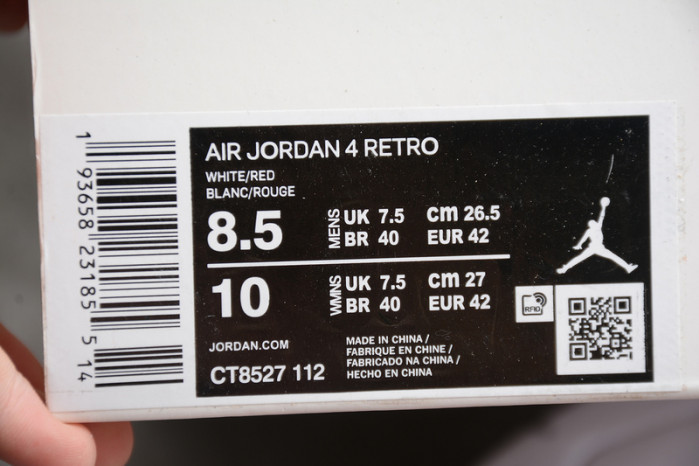 1 93658 23185 5 14
AIR JORDAN 4 RETRO
WHITE/RED
BLANC/ROUGE
8.5 MENS UK 7.5 cm 26.5
BR 40 EUR 42
10 WMNS UK 7.5 cm 27
BR 40 EUR 42
JORDAN.COM
CT8527 112
MADE IN CHINA /
FABRIQUE EN CHINE /
FABRICADO NA CHINA /
HECHO EN CHINA
RFID